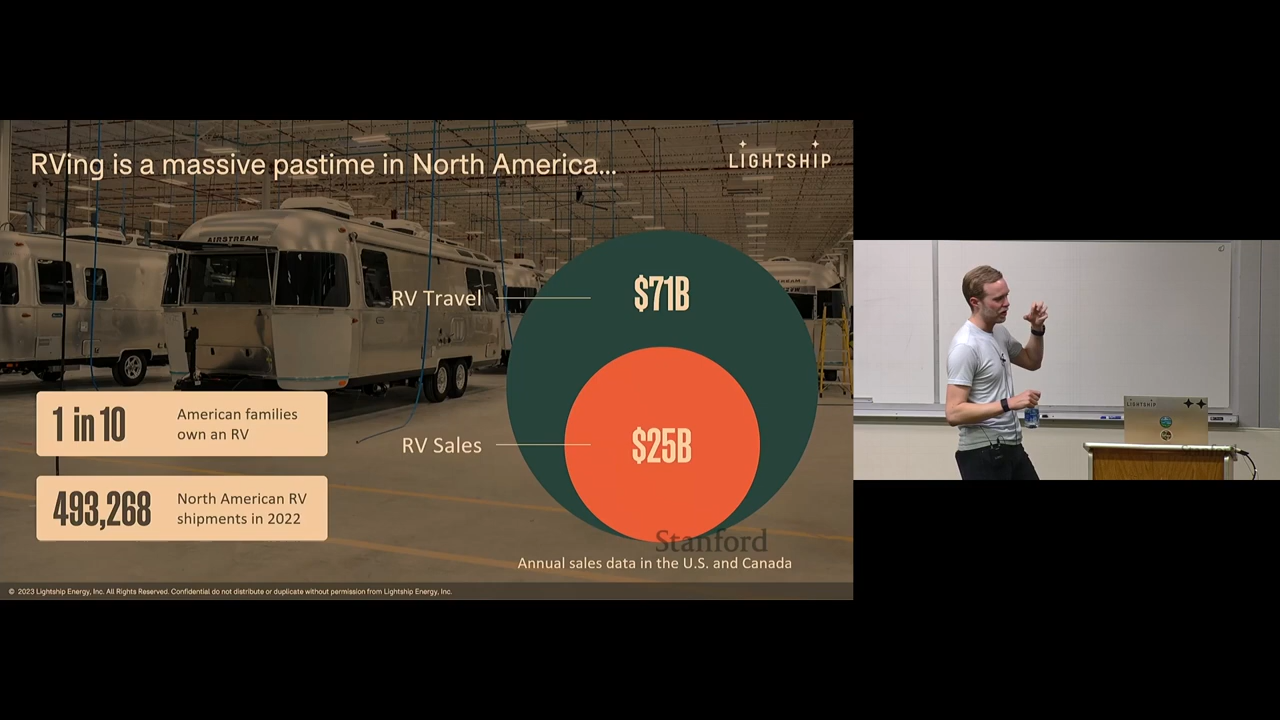 RVing is a massive pastime in North America...
LIGHTSHIP
AIRSTREAM
RV Travel
$71B
1 in 10
American families
own an RV
RV Sales
$25B
493,268
North American RV
shipments in 2022
Stanford
Annual sales data in the U.S. and Canada
© 2023 Lightship Energy, Inc. All Rights Reserved. Confidential do not distribute or duplicate without permission from Lightship Energy, Inc.
LIGHTSHIP